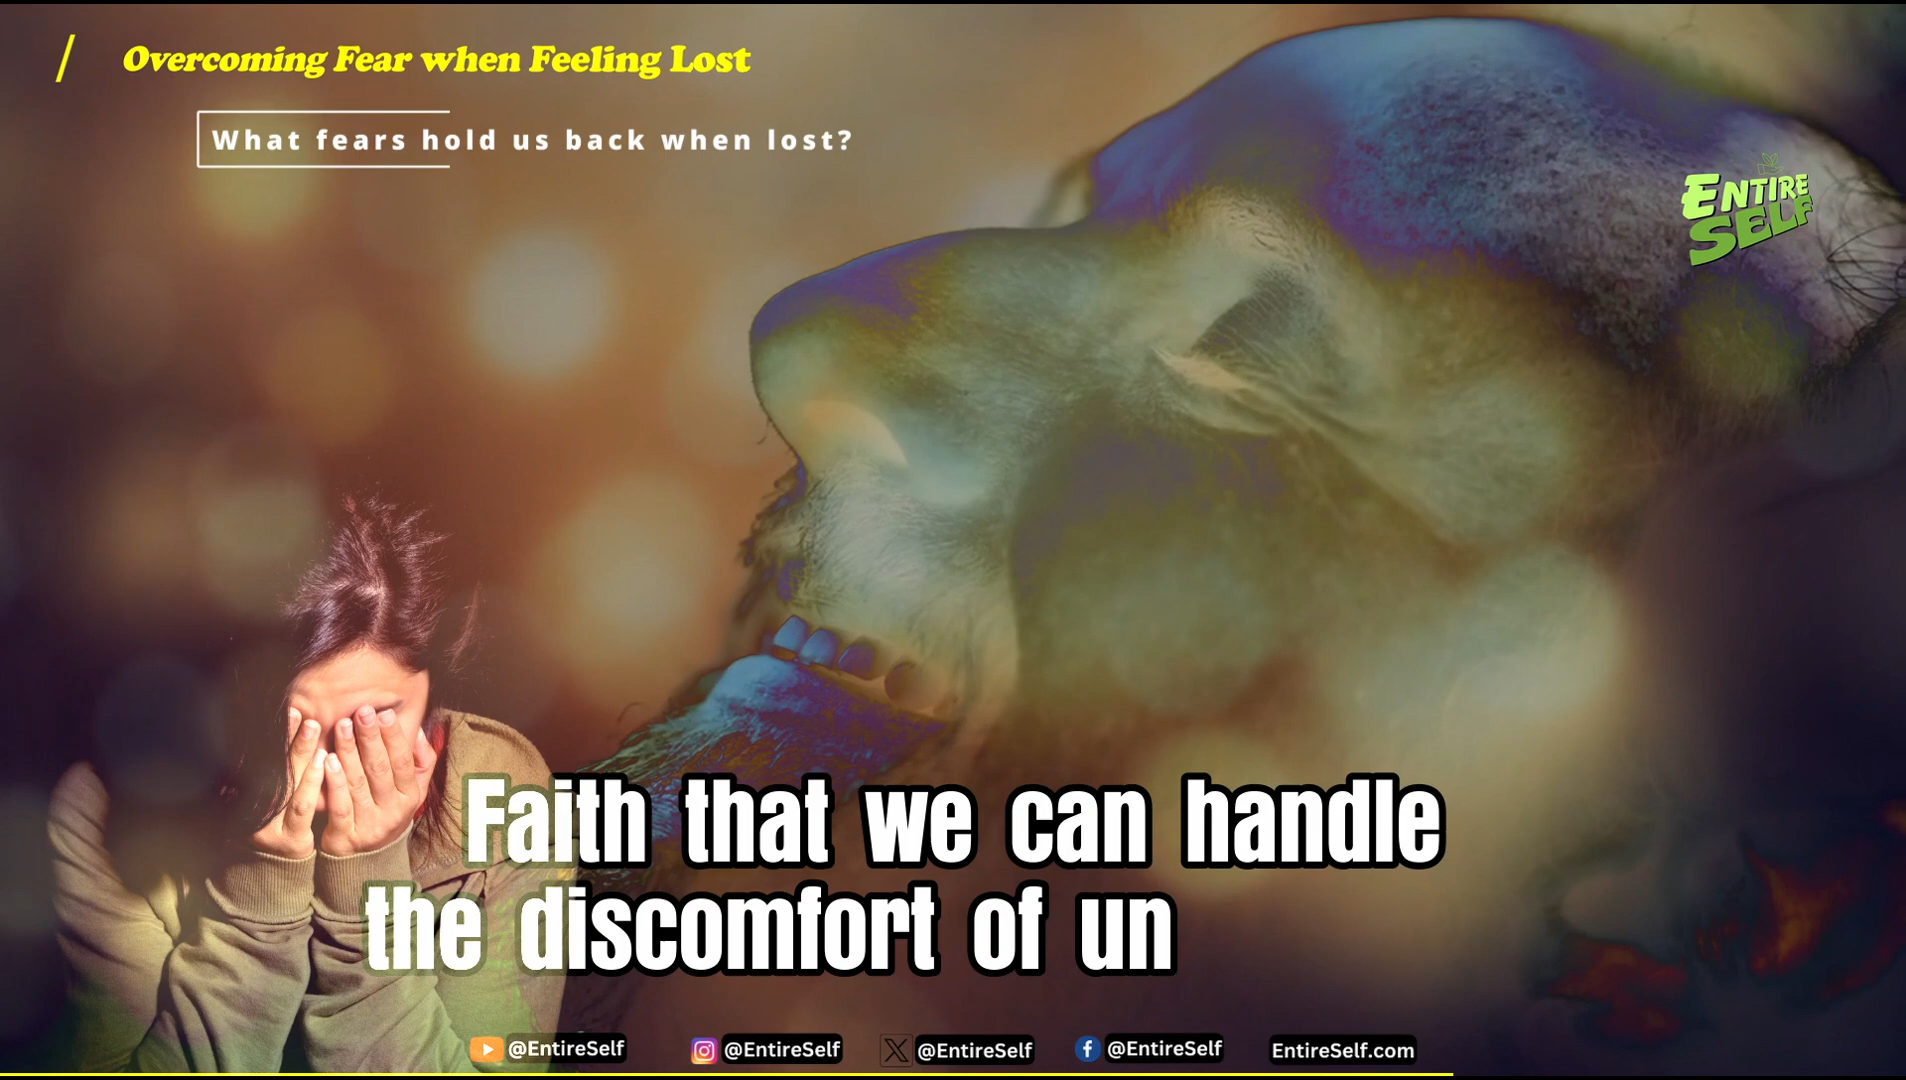 Overcoming Fear when Feeling Lost
What fears hold us back when lost?
ENTIRE
SELF
Faith that we can handle
the discomfort of un
@EntireSelf @EntireSelf @EntireSelf @EntireSelf EntireSelf.com